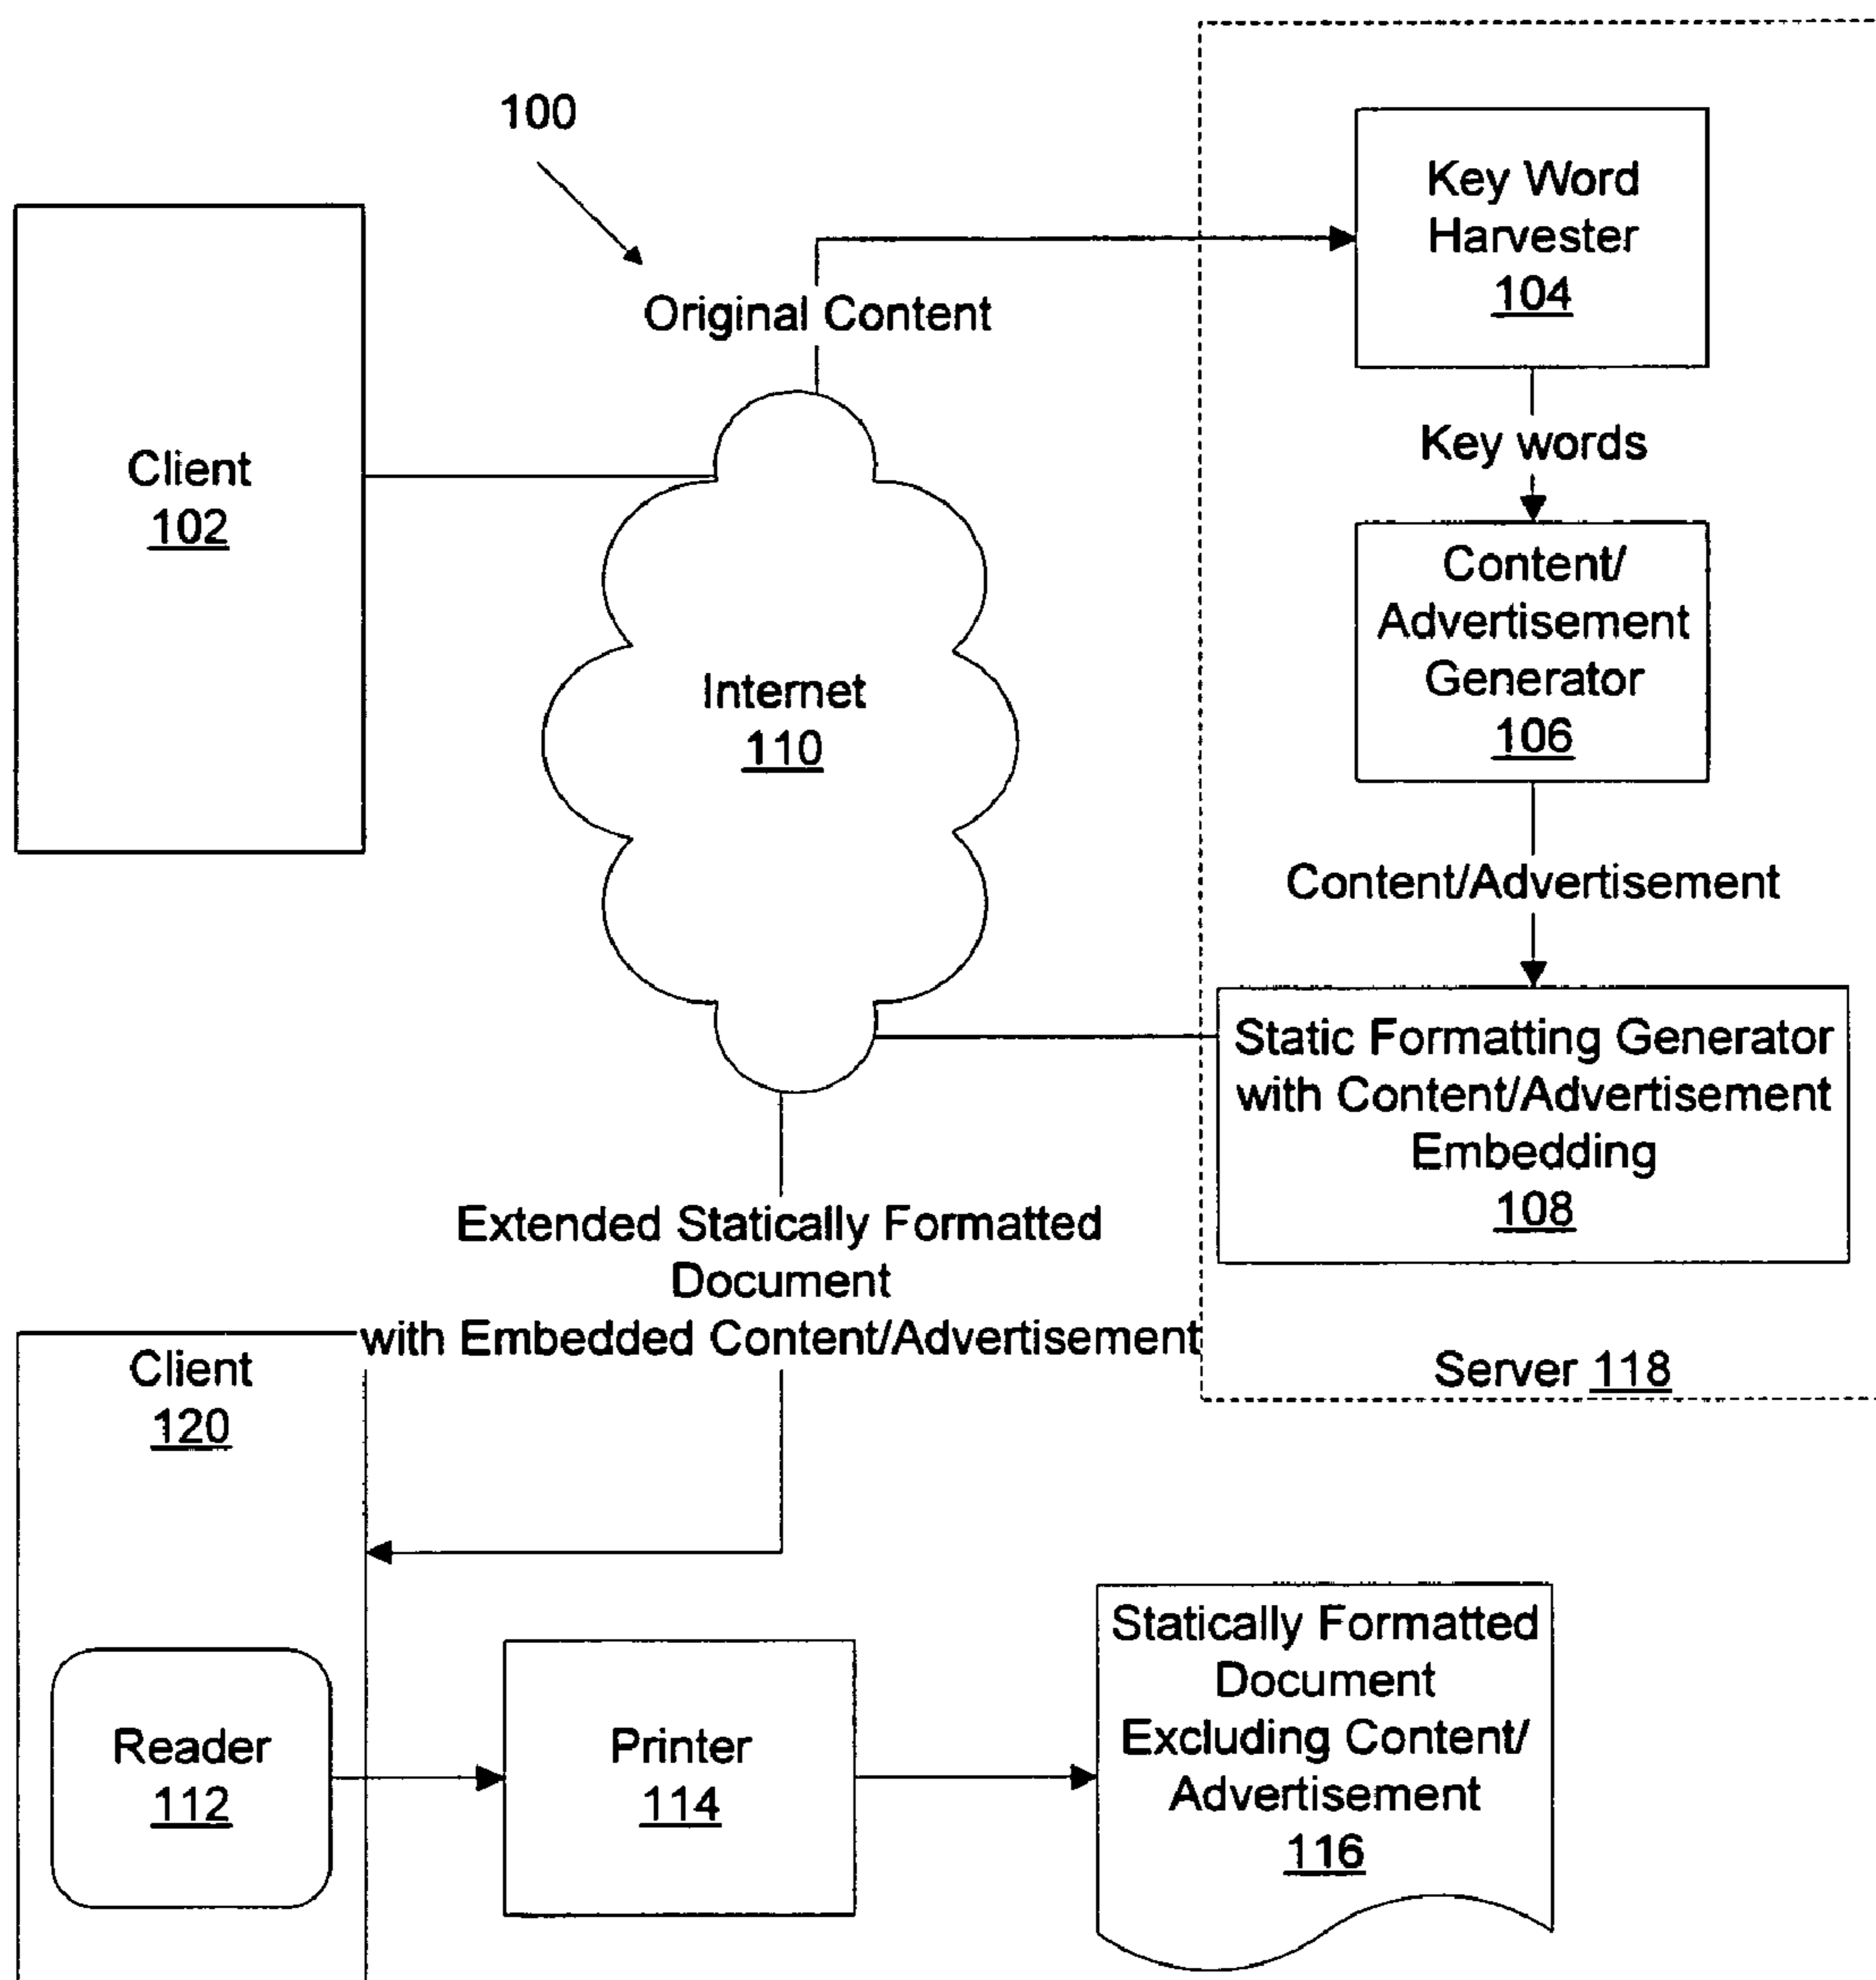 100
Key Word
Harvester
104
Original Content
Client
102
Key words
Content/
Advertisement
Generator
106
Internet
110
Content/Advertisement
Static Formatting Generator
with Content/Advertisement
Embedding
108
Extended Statically Formatted
Document
with Embedded Content/Advertisement
Server 118
Client
120
Reader
112
Printer
114
Statically Formatted
Document
Excluding Content/
Advertisement
116